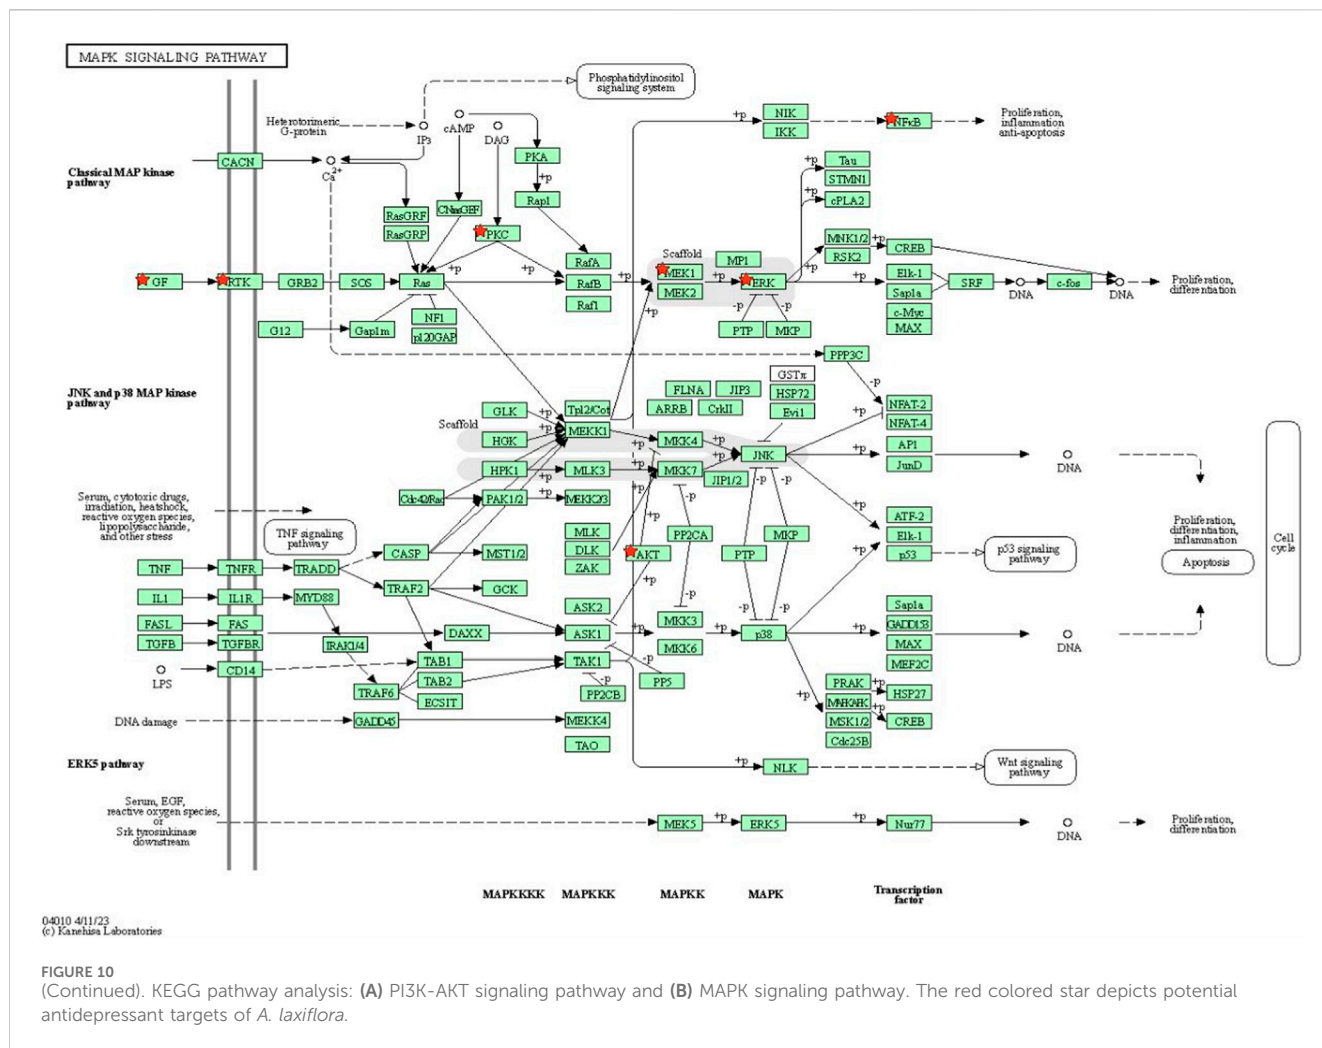 MAPK SIGNALING PATHWAY
Phosphatidylinositol
signaling system
Heterotorimeric
G-protein
IP3
cAMP
DAG
PKA
+p
Rap1
NIK
IKK
+p
NFκB
Proliferation,
inflammation
anti-apoptosis
Classical MAP kinase
pathway
CACN
Ca2+
RasGRF
RasGRP
CNasGEF
PKC
RafA
RafB
Raf1
Scaffold
MEK1
MEK2
MP1
ERK
Tau
STMN1
cPLA2
MNK1/2
RSK2
CREB
Elk-1
Sap1a
c-Myc
MAX
SRF
DNA
c-fos
DNA
Proliferation,
differentiation
GF
RTK
GRB2
SOS
Ras
G12
Gap1m
NF1
p120GAP
PTP
MKP
-p
-p
PPP3C
-p
JNK and p38 MAP kinase
pathway
Scaffold
GLK
HGK
HPK1
Tpl2/Cot
MEKK1
MLK3
FLNA
JIP3
ARRB
CrkII
GSTπ
HSP72
Evi1
MKK4
MKK7
JNK
JIP1/2
NFAT-2
NFAT-4
AP1
JunD
DNA
Cdc42/Rac
PAK1/2
MEKK2/3
MLK
DLK
ZAK
PP2CA
PTP
MKP
ATF-2
Elk-1
p53
p53 signaling
pathway
Serum, cytotoxic drugs,
irradiation, heatshock,
reactive oxygen species,
lipopolysaccharide,
and other stress
TNF signaling
pathway
CASP
MST1/2
AKT
Proliferation,
differentiation,
inflammation
Apoptosis
Cell
cycle
TNF
TNFR
TRADD
TRAF2
GCK
IL1
IL1R
MYD88
ASK2
FASL
FAS
DAXX
ASK1
MKK3
MKK6
p38
Sap1a
GADD153
MAX
MEF2C
DNA
TGFB
TGFBR
IRAK1/4
LPS
CD14
TAB1
TAB2
ECSIT
TRAF6
TAK1
PP2CB
PP5
PRAK
MSK1/2
Cdc25B
HSP27
CREB
DNA damage
GADD45
MEKK4
TAO
ERK5 pathway
NLK
Wnt signaling
pathway
Serum, EGF,
reactive oxygen species,
or
Srk tyrosinkinase
downstream
MEK5
+p
ERK5
+p
Nur77
DNA
Proliferation,
differentiation
MAPKKKK
MAPKKK
MAPKK
MAPK
Transcription
factor
04010 4/11/23
(c) Kanehisa Laboratories
FIGURE 10
(Continued). KEGG pathway analysis: (A) PI3K-AKT signaling pathway and (B) MAPK signaling pathway. The red colored star depicts potential
antidepressant targets of A. laxiflora.